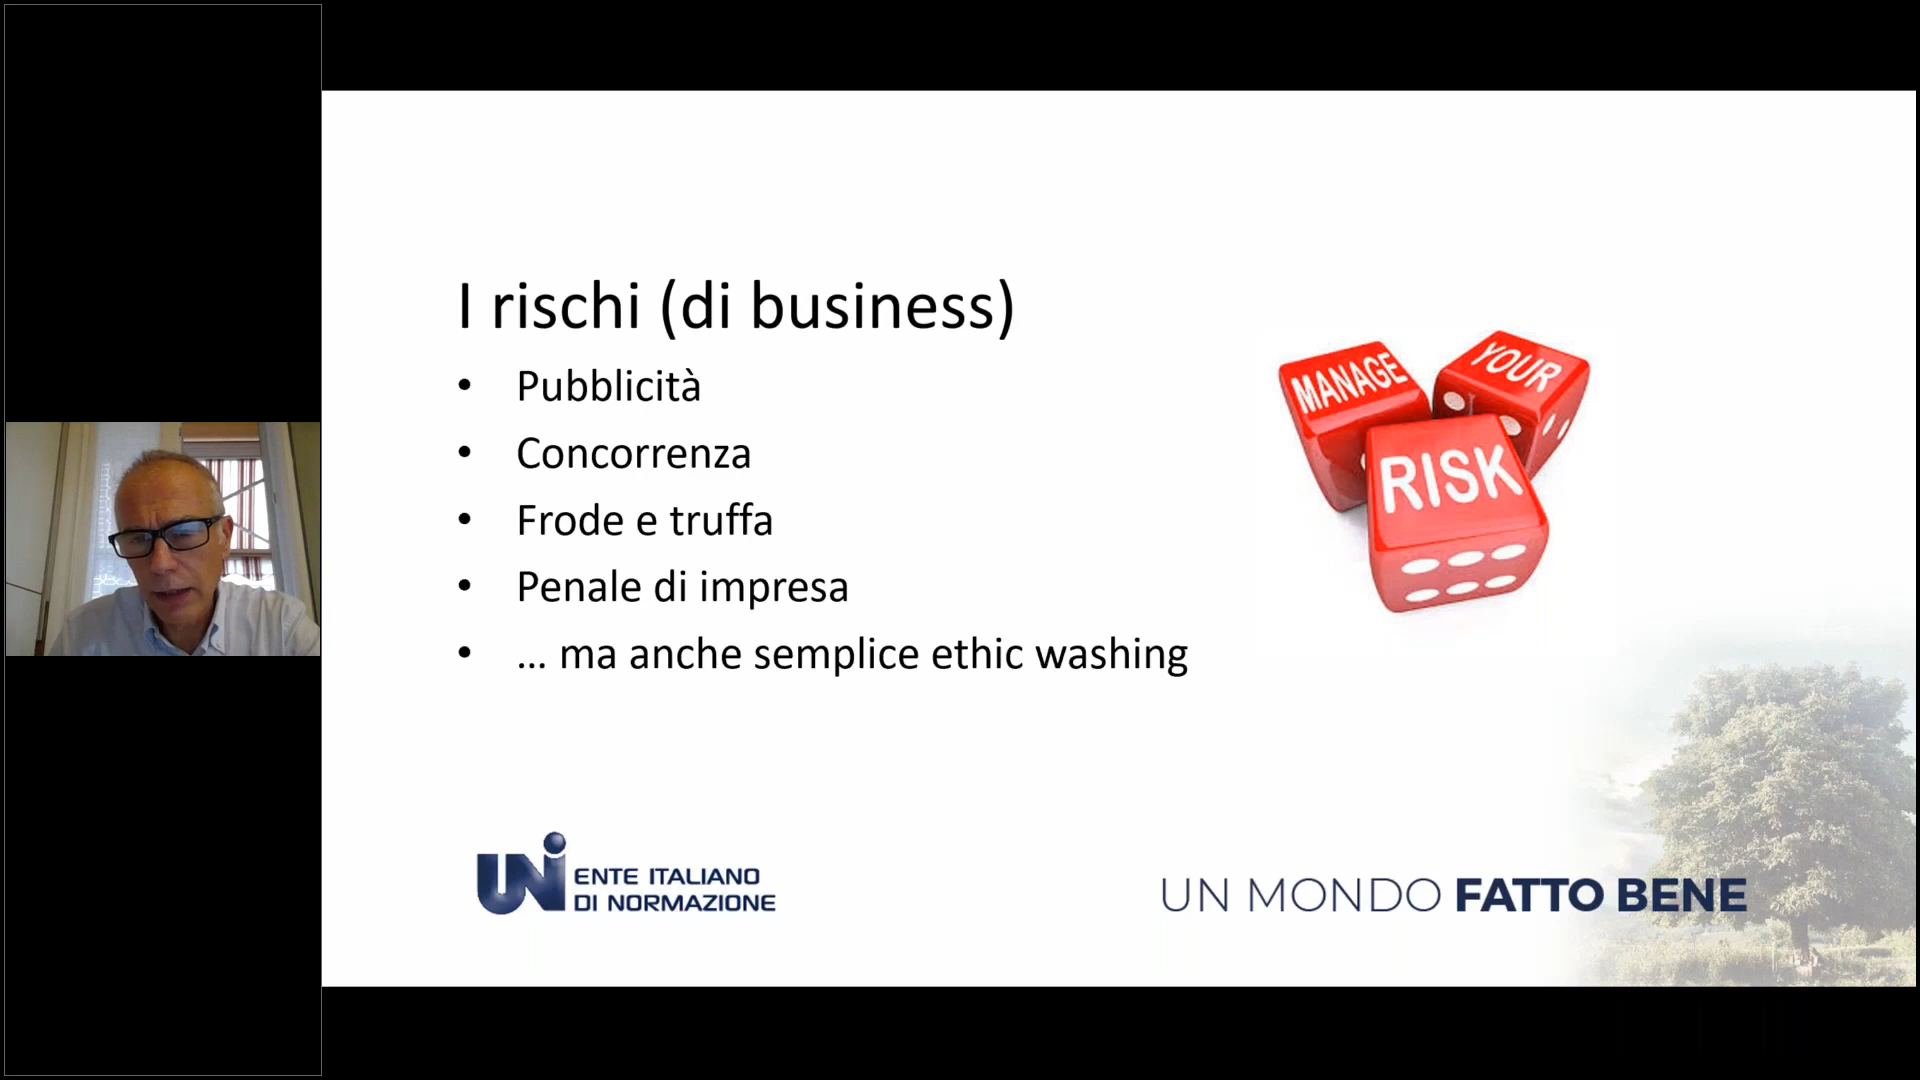 I rischi (di business)
• Pubblicità
• Concorrenza
• Frode e truffa
• Penale di impresa
• ... ma anche semplice ethic washing
MANAGE
YOUR
RISK
UNI
ENTE ITALIANO
DI NORMAZIONE
UN MONDO FATTO BENE